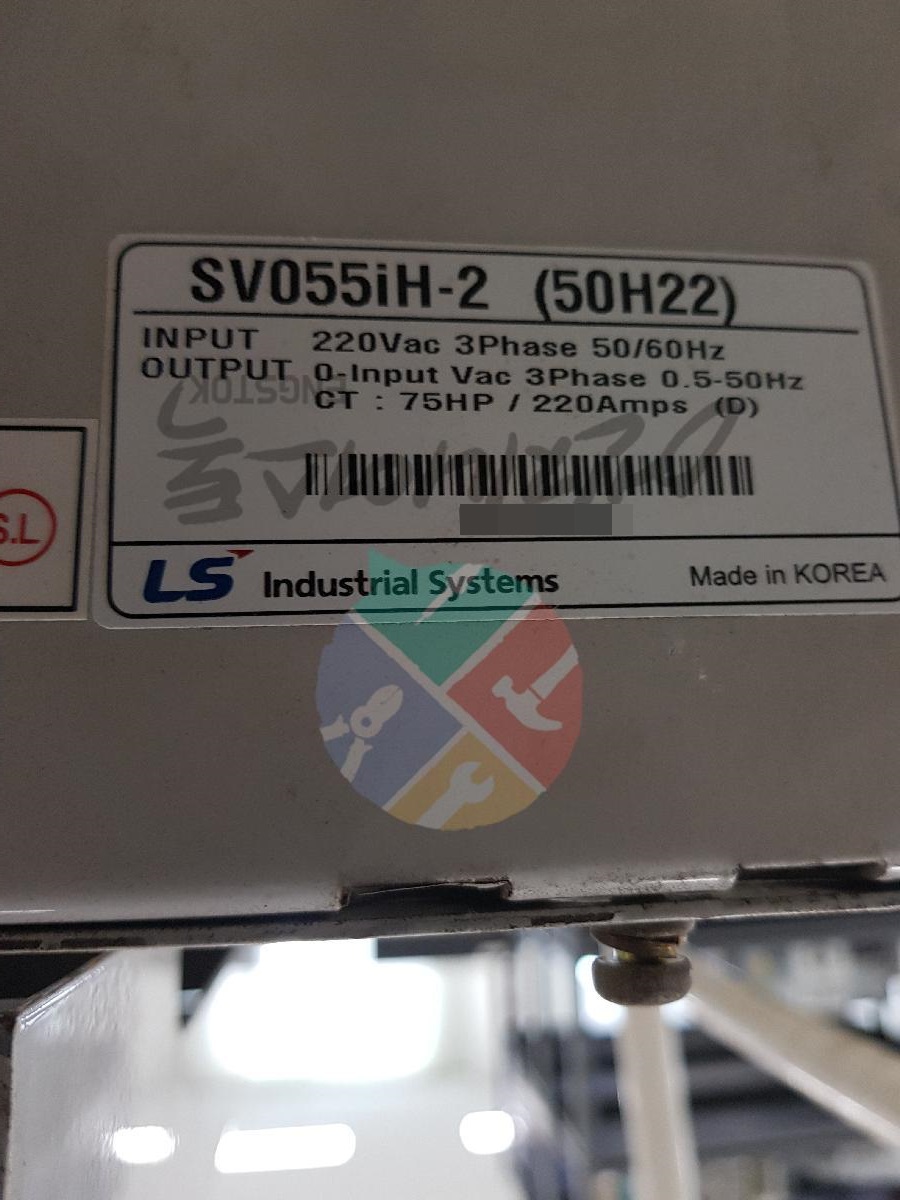 SV055iH-2 (50H22)
INPUT 220Vac 3Phase 50/60Hz
OUTPUT 0-Input Vac 3Phase 0.5-50Hz
ENGSTOK
CT : 75HP / 220Amps (D)
S.L
LS Industrial Systems
Made in KOREA